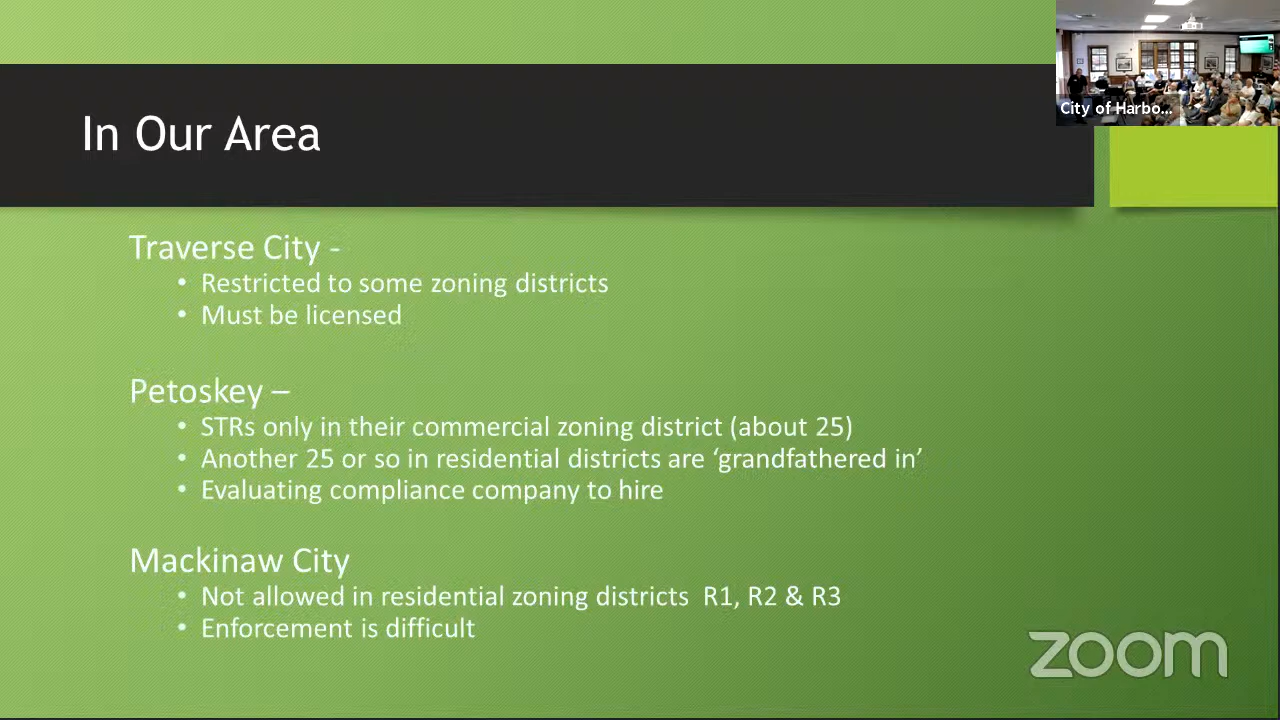 City of Harbo...
In Our Area
Traverse City -
• Restricted to some zoning districts
• Must be licensed
Petoskey –
• STRs only in their commercial zoning district (about 25)
• Another 25 or so in residential districts are ‘grandfathered in’
• Evaluating compliance company to hire
Mackinaw City
• Not allowed in residential zoning districts  R1, R2 & R3
• Enforcement is difficult
zoom